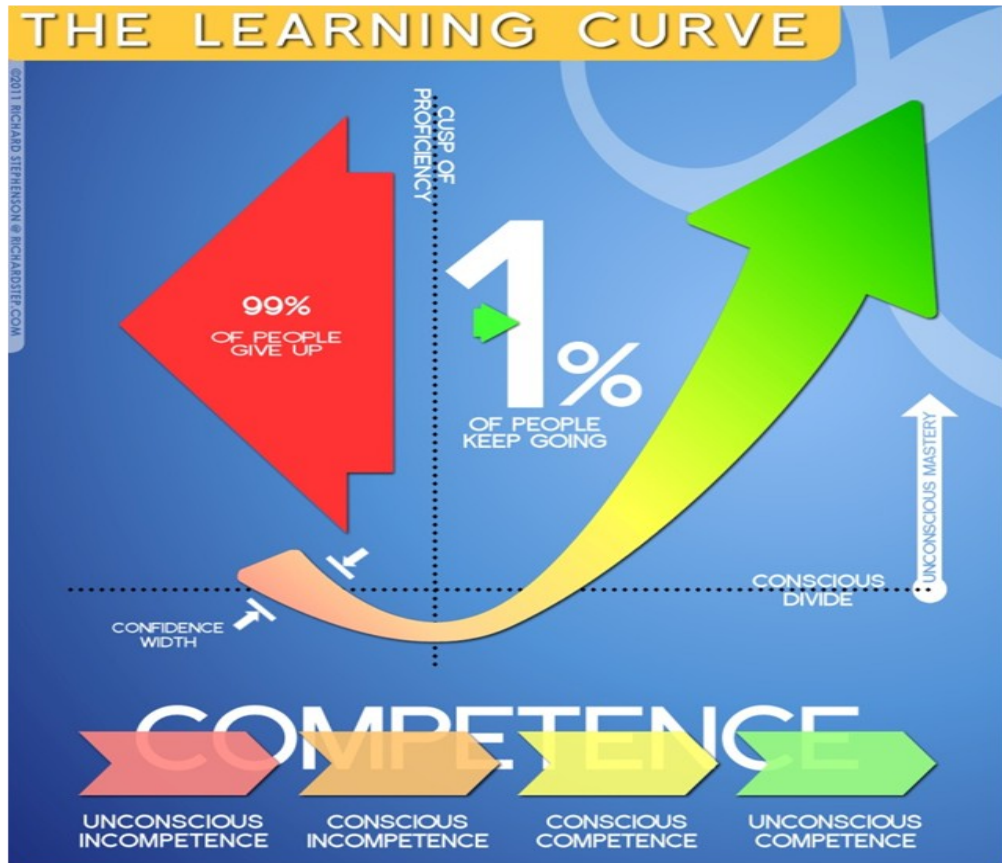 THE LEARNING CURVE
©2011 RICHARD STEPHENSON @ RICHARDSTEP.COM
CUSP OF
PROFICIENCY
99%
OF PEOPLE
GIVE UP
1%
OF PEOPLE
KEEP GOING
UNCONSCIOUS MASTERY
CONSCIOUS
DIVIDE
CONFIDENCE
WIDTH
COMPETENCE
UNCONSCIOUS
INCOMPETENCE
CONSCIOUS
INCOMPETENCE
CONSCIOUS
COMPETENCE
UNCONSCIOUS
COMPETENCE